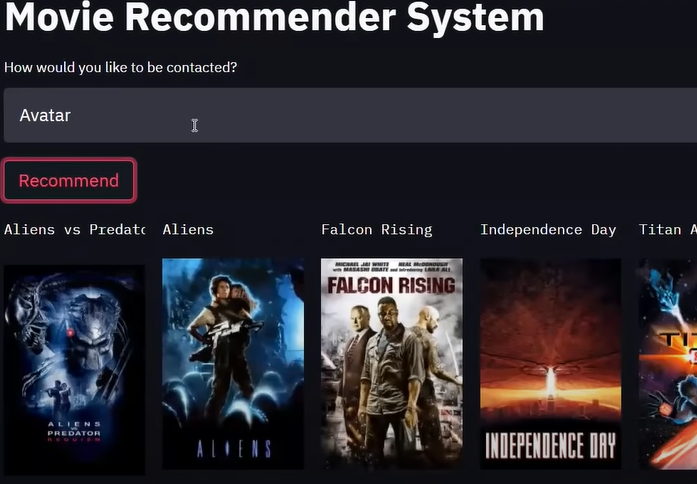 Movie Recommender System
How would you like to be contacted?
Avatar
Recommend
Aliens vs Predato
Aliens
Falcon Rising
Independence Day
Titan A
ALIENS
VS
PREDATOR
REQUIEM
ALIENS
MICHAEL JAI WHITE NEAL McDONOUGH
with MASASHI ODATE and introducing LAILA ALI
FALCON RISING
INDEPENDENCE DAY
TIT